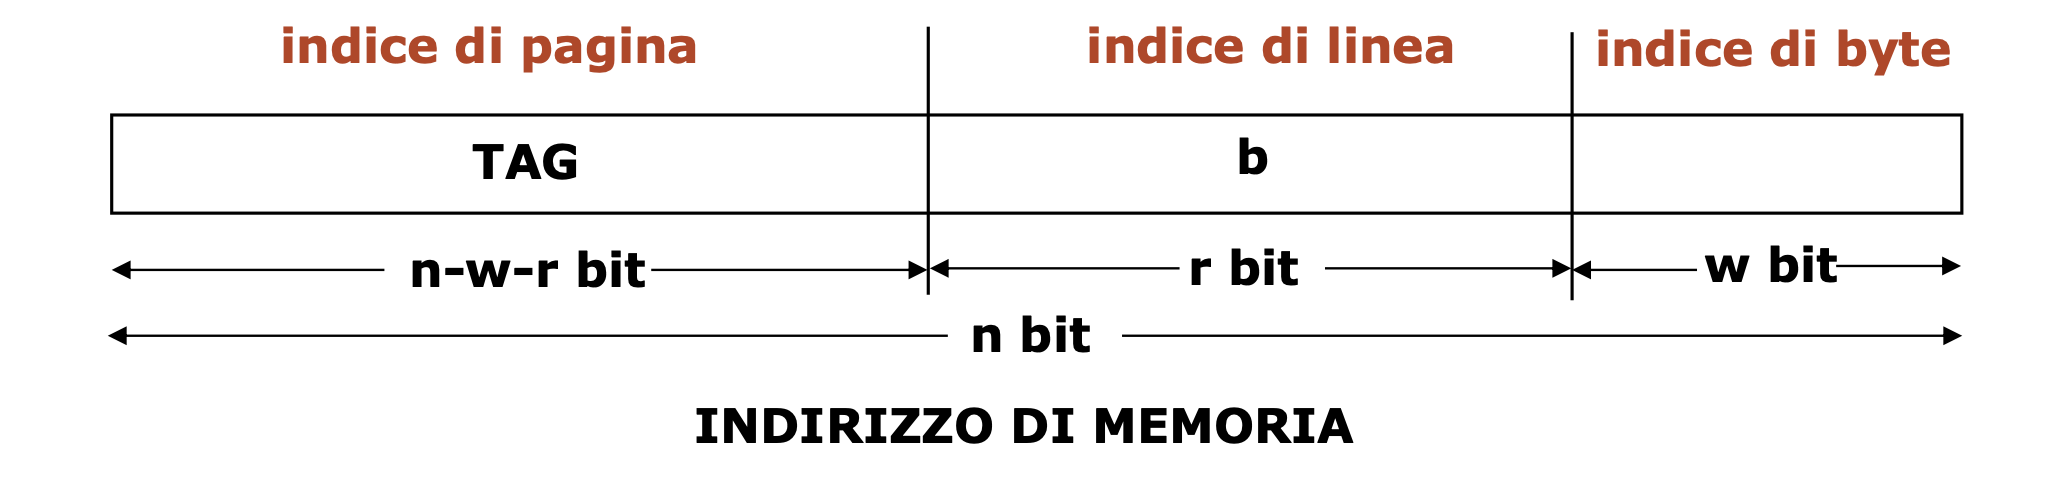 indice di pagina indice di linea indice di byte
TAG b
n-w-r bit r bit w bit
n bit
INDIRIZZO DI MEMORIA